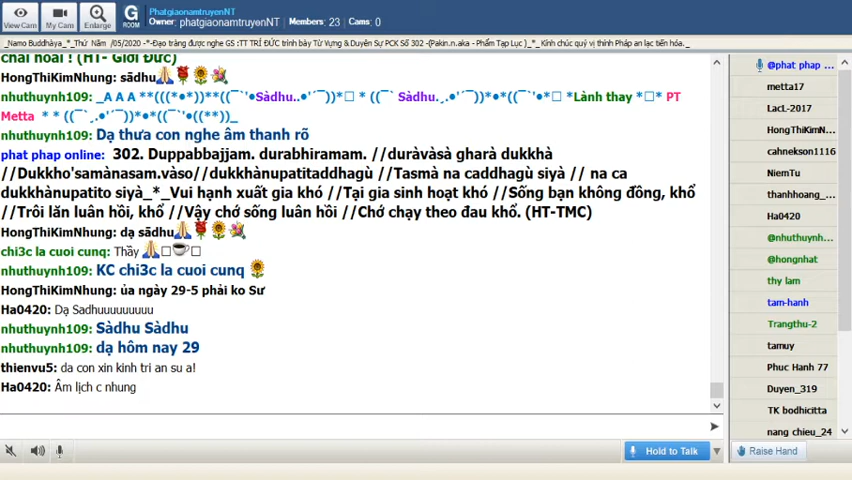 View Cam
My Cam
Enlarge
G
ROOM
PhatgiaonamtruyenNT
Owner: phatgiaonamtruyenNT Members: 23 Cams: 0
_Namo Buddhàya_*_Thứ Năm /05/2020 -*-Đạo tràng được nghe GS :TT TRÍ ĐỨC trình bày Từ Vựng &Duyên Sự PCK Số 302 -(Pakin.n.aka - Phẩm Tạp Lục )_*_ Kính chúc quý vị thính Pháp an lạc tiến hóa._
chai hoài ! (HT- Giới Đức)
HongThiKimNhung: sādhu
nhuthuynh109: _A A A **(((*•*))**((¯`'•Sàdhu..•'´¯))*•□ * ((¯` Sàdhu.¸.•'´¯))*•*((¯`'•*□ *Lành thay *□* PT
Metta * * ((¯`¸.•'´¯))*•*((¯`'•((**))_
nhuthuynh109: Dạ thưa con nghe âm thanh rõ
phat phap online: 302. Duppabbajjam. durabhiramam. //duràvàsà gharà dukkhà
//Dukkho'samànasam.vàso//dukkhànupatitaddhagù //Tasmà na caddhagù siyà // na ca
dukkhànupatito siyà_*_Vui hạnh xuất gia khó //Tại gia sinh hoạt khó //Sống bạn không đồng, khổ
//Trôi lăn luân hồi, khổ //Vậy chớ sống luân hồi //Chớ chạy theo đau khổ. (HT-TMC)
HongThiKimNhung: dạ sādhu
chi3c la cuoi cunq: Thầy
nhuthuynh109: KC chi3c la cuoi cunq
HongThiKimNhung: ủa ngày 29-5 phải ko Sư
Ha0420: Dạ Sadhuuuuuuuuu
nhuthuynh109: Sàdhu Sàdhu
nhuthuynh109: dạ hôm nay 29
thienvu5: da con xin kinh tri an su a!
Ha0420: Âm lịch c nhung
@phat phap ...
metta17
LacL-2017
HongThiKimN...
cahnekson1116
NiemTu
thanhhoang_...
Ha0420
@nhuthuynh...
@hongnhat
thy lam
tam-hanh
Trangthu-2
tamuy
Phuc Hanh 77
Duyen_319
TK bodhicitta
nang chieu_24
Hold to Talk
Raise Hand